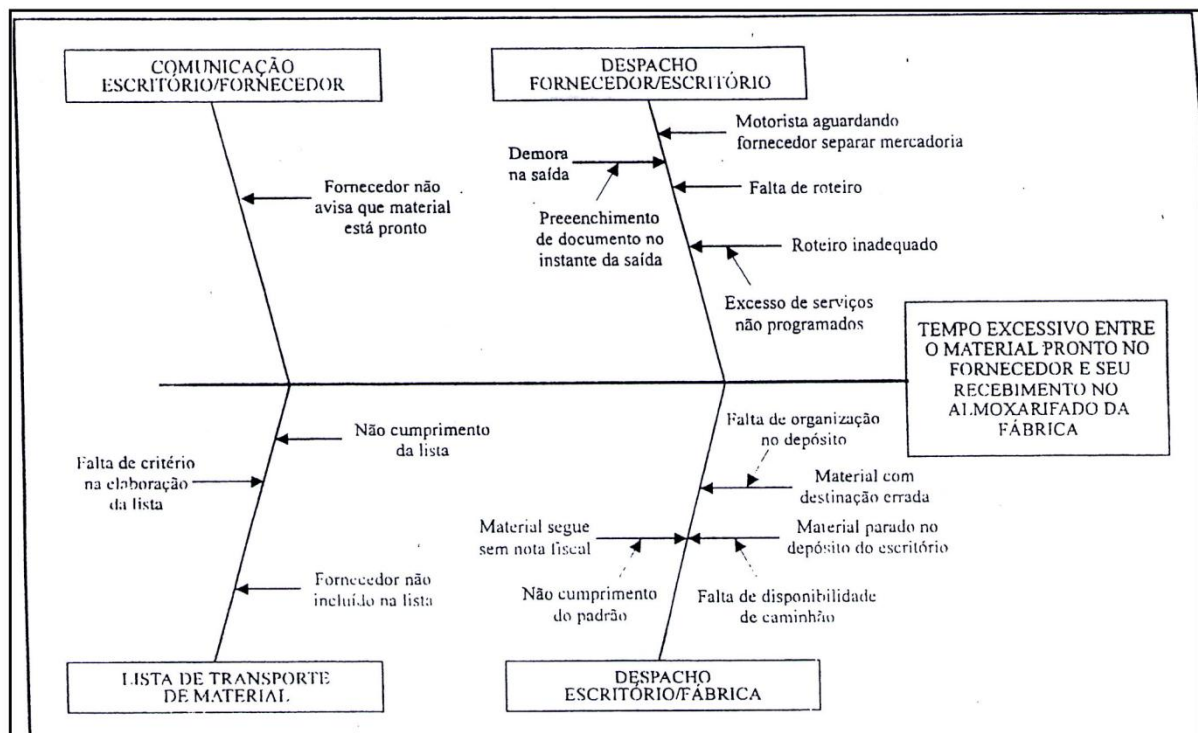 COMUNICAÇÃO
ESCRITÓRIO/FORNECEDOR
DESPACHO
FORNECEDOR/ESCRITÓRIO
Fornecedor não
avisa que material
está pronto
Motorista aguardando
fornecedor separar mercadoria
Demora
na saída
Falta de roteiro
Preeenchimento
de documento no
instante da saída
Roteiro inadequado
Excesso de serviços
não programados
TEMPO EXCESSIVO ENTRE
O MATERIAL PRONTO NO
FORNECEDOR E SEU
RECEBIMENTO NO
ALMOXARIFADO DA
FÁBRICA
Não cumprimento
da lista
Falta de critério
na elaboração
da lista
Fornecedor não
incluído na lista
Falta de organização
no depósito
Material com
destinação errada
Material segue
sem nota fiscal
Material parado no
depósito do escritório
Não cumprimento
do padrão
Falta de disponibilidade
de caminhão
LISTA DE TRANSPORTE
DE MATERIAL
DESPACHO
ESCRITÓRIO/FÁBRICA